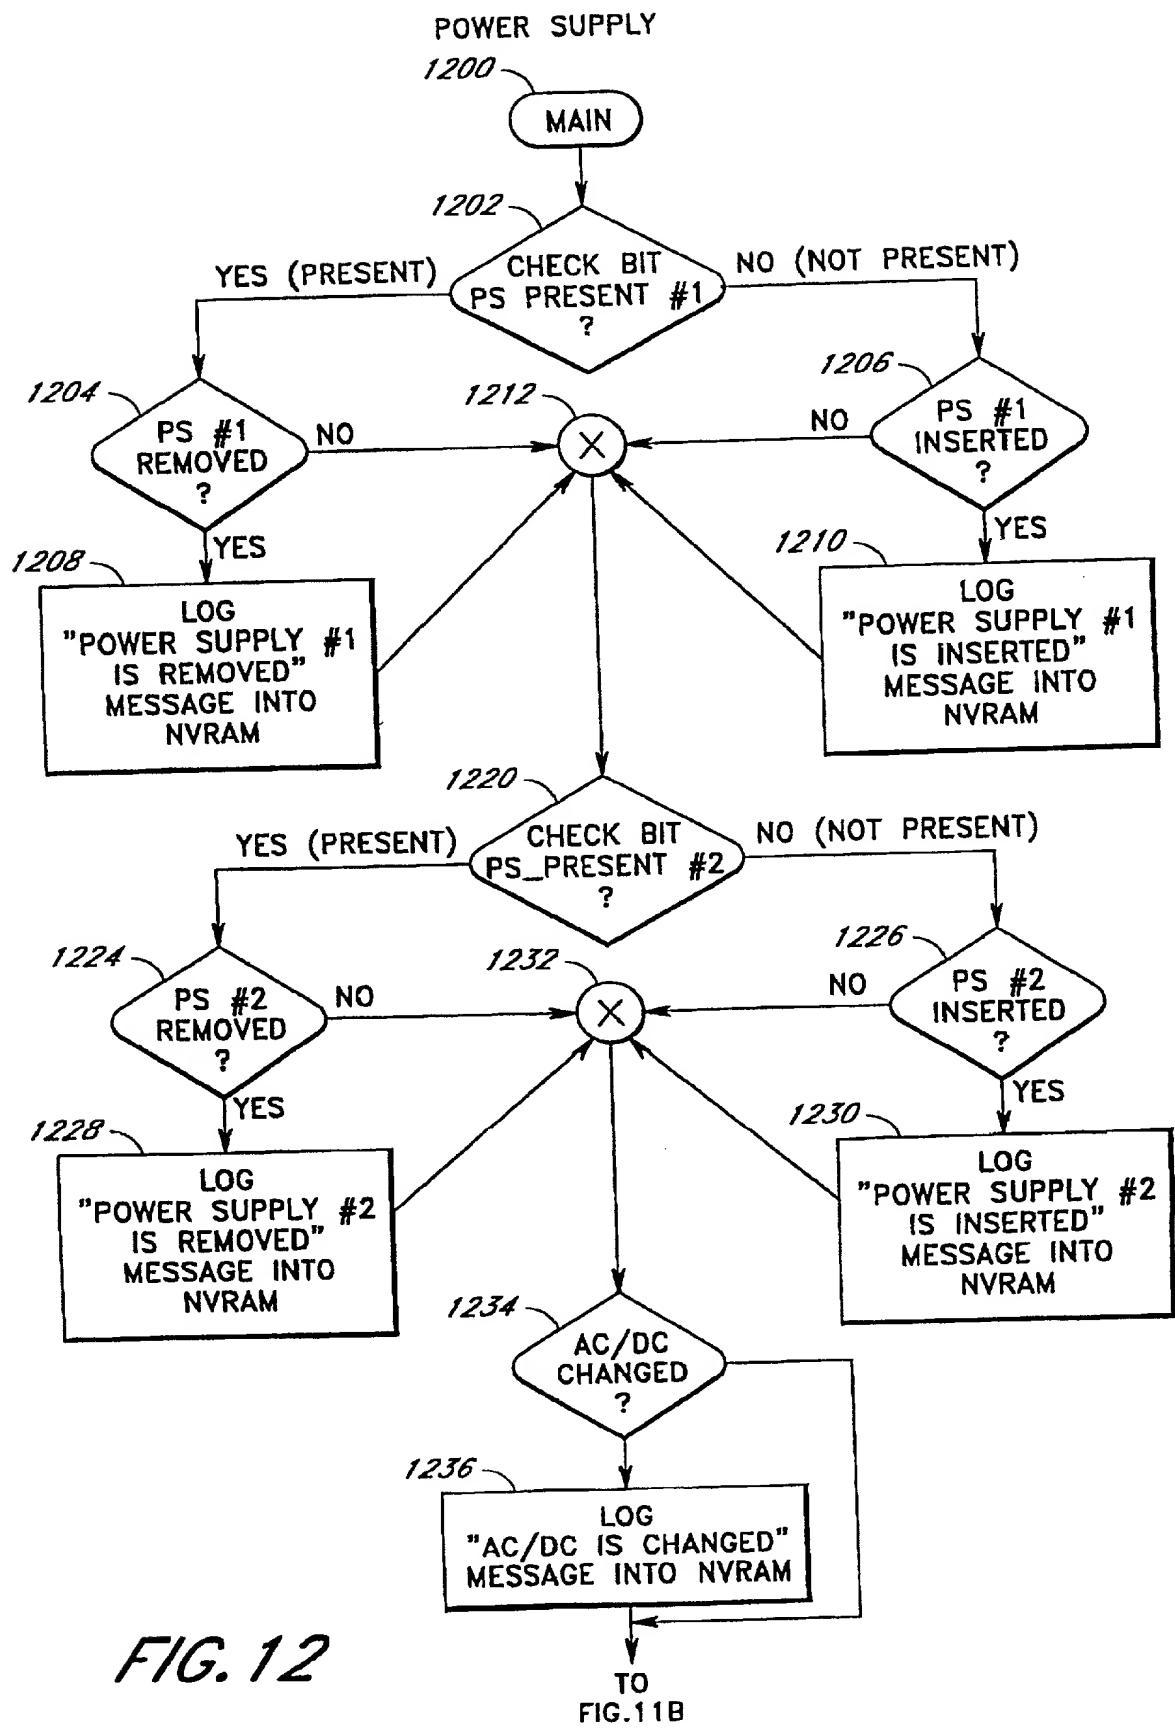 POWER SUPPLY
1200
MAIN
1202
CHECK BIT
PS PRESENT #1
?
YES (PRESENT)
NO (NOT PRESENT)
1204
PS #1
REMOVED
?
NO
1212
X
1206
PS #1
INSERTED
?
NO
YES
YES
1208
LOG
"POWER SUPPLY #1
IS REMOVED"
MESSAGE INTO
NVRAM
1210
LOG
"POWER SUPPLY #1
IS INSERTED"
MESSAGE INTO
NVRAM
1220
CHECK BIT
PS_PRESENT #2
?
YES (PRESENT)
NO (NOT PRESENT)
1224
PS #2
REMOVED
?
NO
1232
X
1226
PS #2
INSERTED
?
NO
YES
YES
1228
LOG
"POWER SUPPLY #2
IS REMOVED"
MESSAGE INTO
NVRAM
1230
LOG
"POWER SUPPLY #2
IS INSERTED"
MESSAGE INTO
NVRAM
1234
AC/DC
CHANGED
?
1236
LOG
"AC/DC IS CHANGED"
MESSAGE INTO NVRAM
TO
FIG.11B
FIG. 12